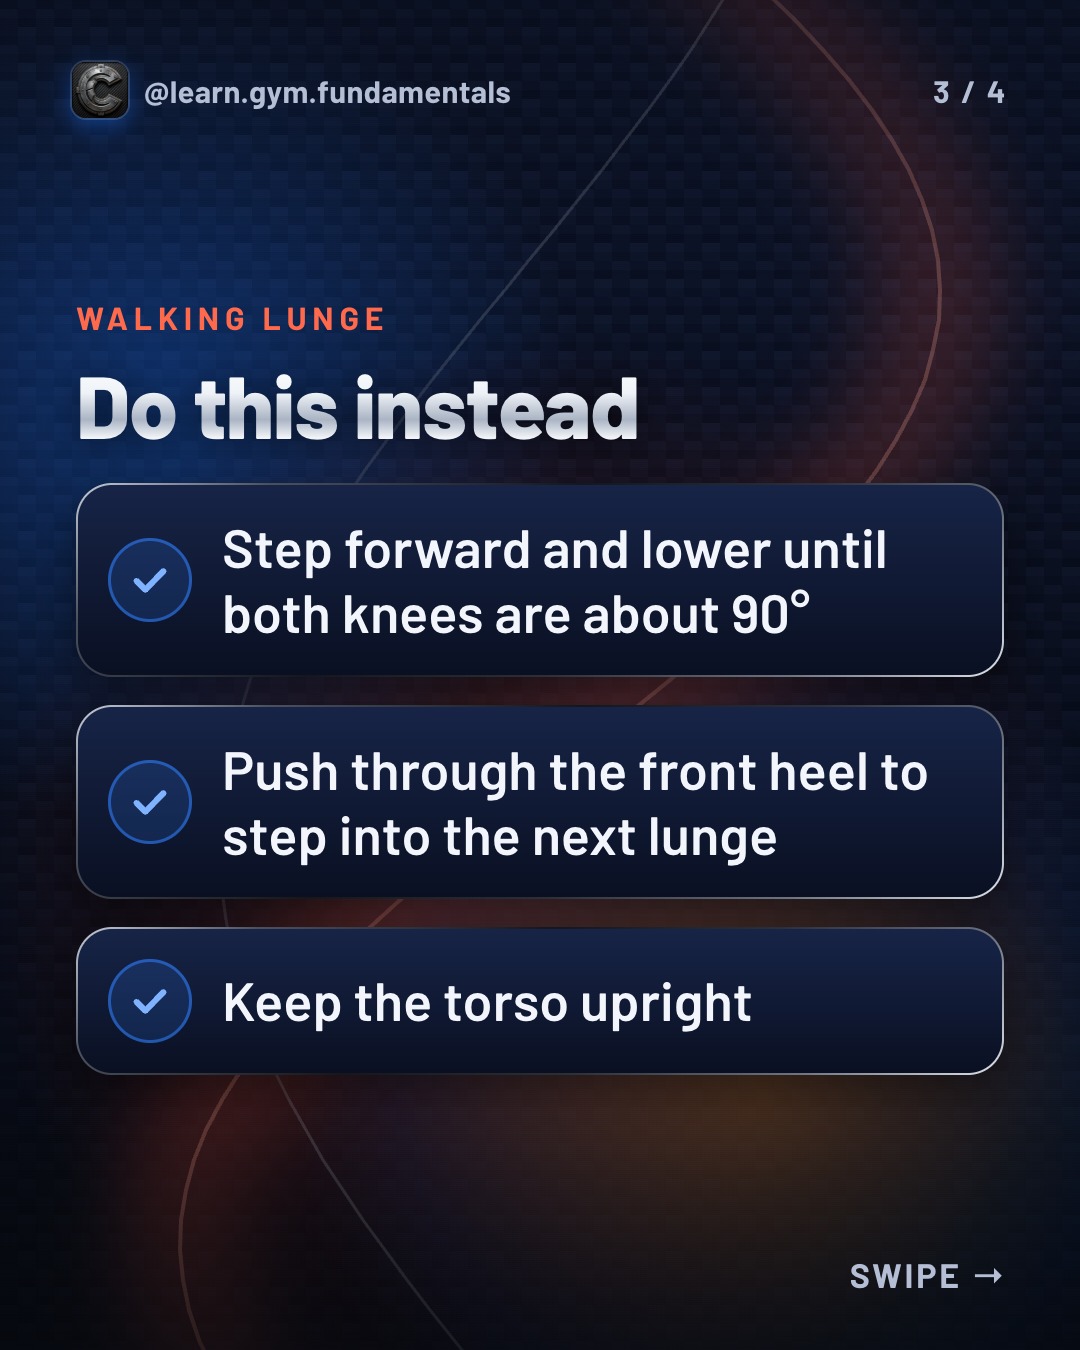 @learn.gym.fundamentals
3 / 4
WALKING LUNGE
Do this instead
Step forward and lower until
both knees are about 90°
Push through the front heel to
step into the next lunge
Keep the torso upright
SWIPE →